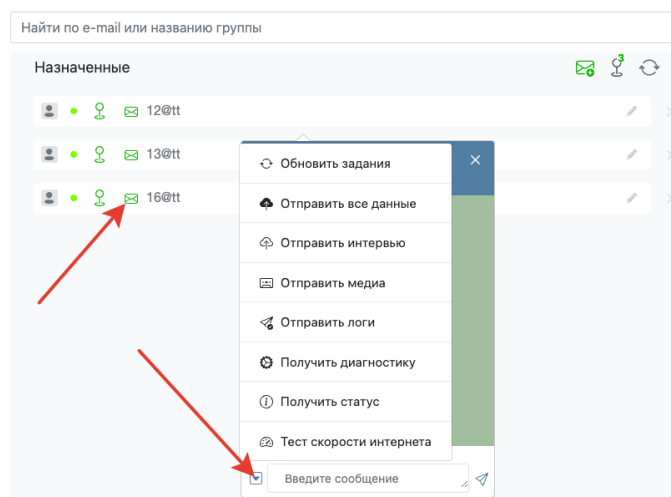 Найти по e-mail или названию группы
Назначенные
3
12@tt
13@tt
16@tt
Обновить задания
Отправить все данные
Отправить интервью
Отправить медиа
Отправить логи
Получить диагностику
Получить статус
Тест скорости интернета
Введите сообщение